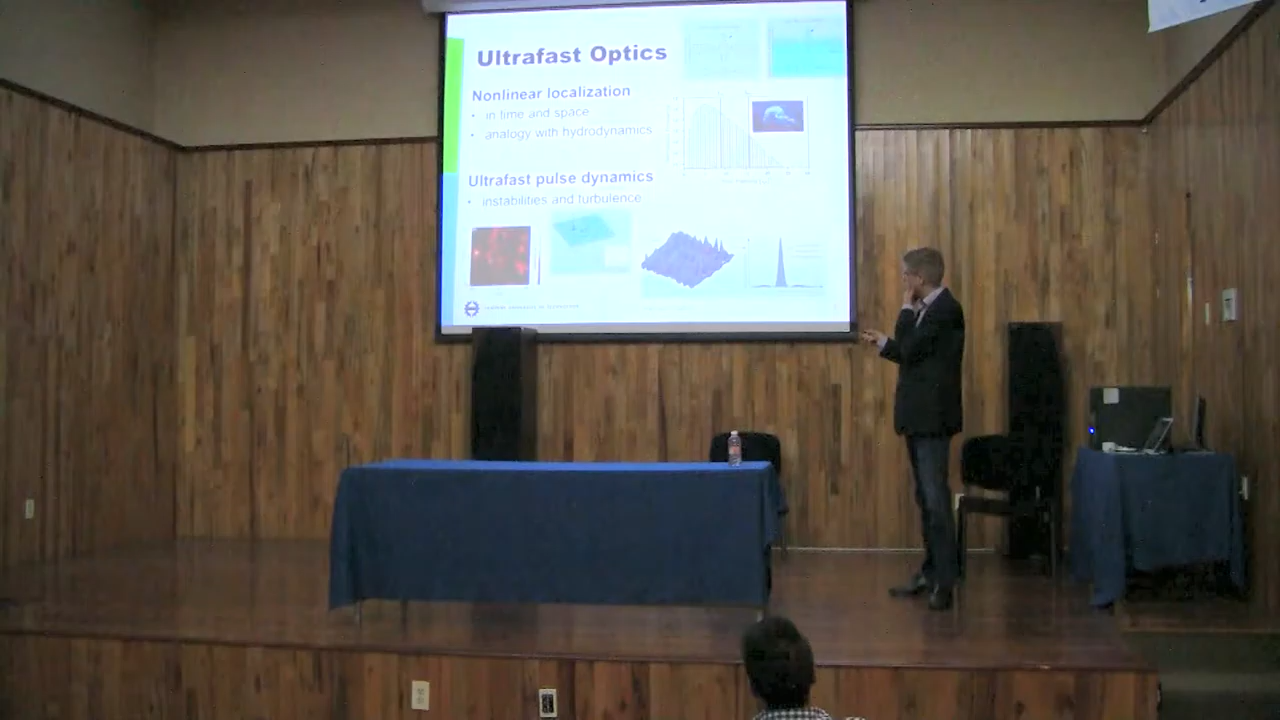 Ultrafast Optics
Nonlinear localization
• in time and space
• analogy with hydrodynamics
Ultrafast pulse dynamics
• instabilities and turbulence